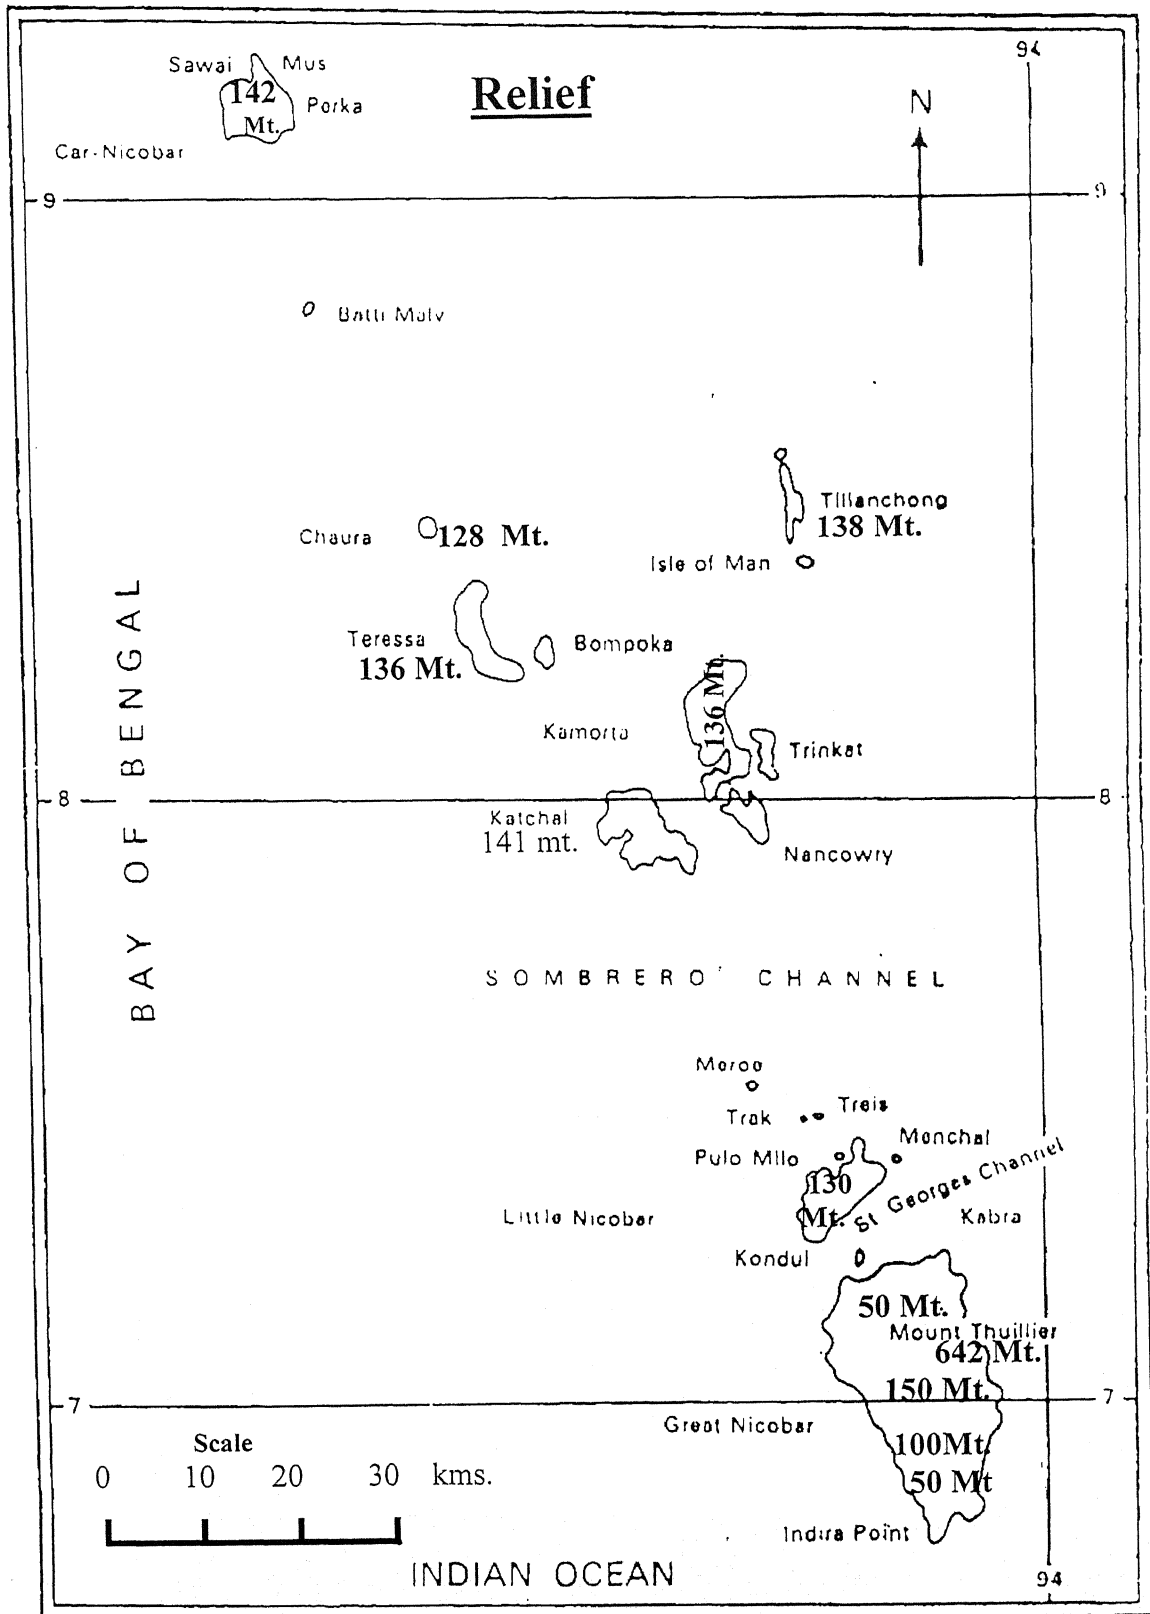 94
Sawai Mus
Relief
142
Mt.
Perka
N
Car-Nicobar
9 9
Batti Malv
Tillanchong
138 Mt.
Chaura
128 Mt.
Isle of Man
Teressa
136 Mt.
Bompoka
136 Mt.
Kamorta
Trinkat
BAY OF BENGAL
8 8
Katchal
141 mt.
Nancowry
SOMBRERO CHANNEL
Meroe
Trak Treis
Menchal
Pulo Milo
130
Mt.
St Georges Channel
Little Nicobar
Kabra
Kondul
50 Mt.
Mount Thuillier
642 Mt.
150 Mt.
7 7
Great Nicobar
Scale
100Mt.
0 10 20 30 kms.
50 Mt
Indira Point
INDIAN OCEAN
94